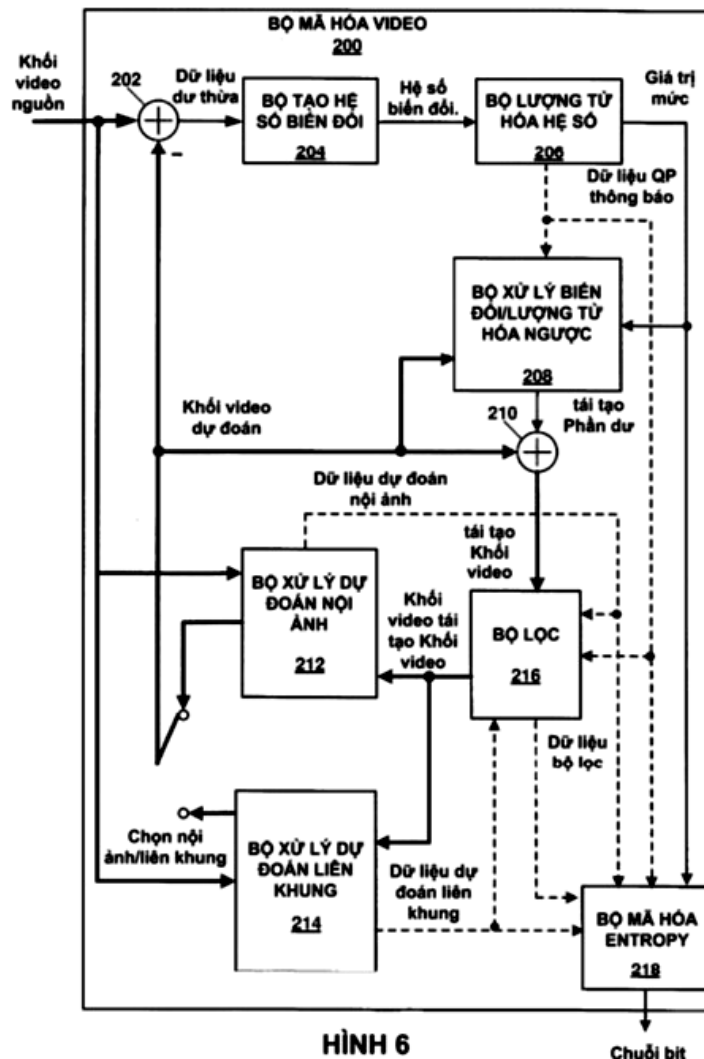 BỘ MÃ HÓA VIDEO
200
Khối
video
nguồn
202
Dữ liệu
dư thừa
BỘ TẠO HỆ
SỐ BIẾN ĐỔI
204
Hệ số
biến đổi.
BỘ LƯỢNG TỬ
HÓA HỆ SỐ
206
Giá trị
mức
Dữ liệu QP
thông báo
BỘ XỬ LÝ BIẾN
ĐỔI/LƯỢNG TỬ
HÓA NGƯỢC
208
Khối video
dự đoán
210
tái tạo
Phần dư
Dữ liệu dự đoán
nội ảnh
tái tạo
Khối
video
BỘ XỬ LÝ DỰ
ĐOÁN NỘI
ẢNH
212
Khối
video tái
tạo Khối
video
BỘ LỌC
216
Dữ liệu
bộ lọc
Chọn nội
ảnh/liên khung
BỘ XỬ LÝ DỰ
ĐOÁN LIÊN
KHUNG
214
Dữ liệu dự
đoán liên
khung
BỘ MÃ HÓA
ENTROPY
218
HÌNH 6
Chuỗi bit